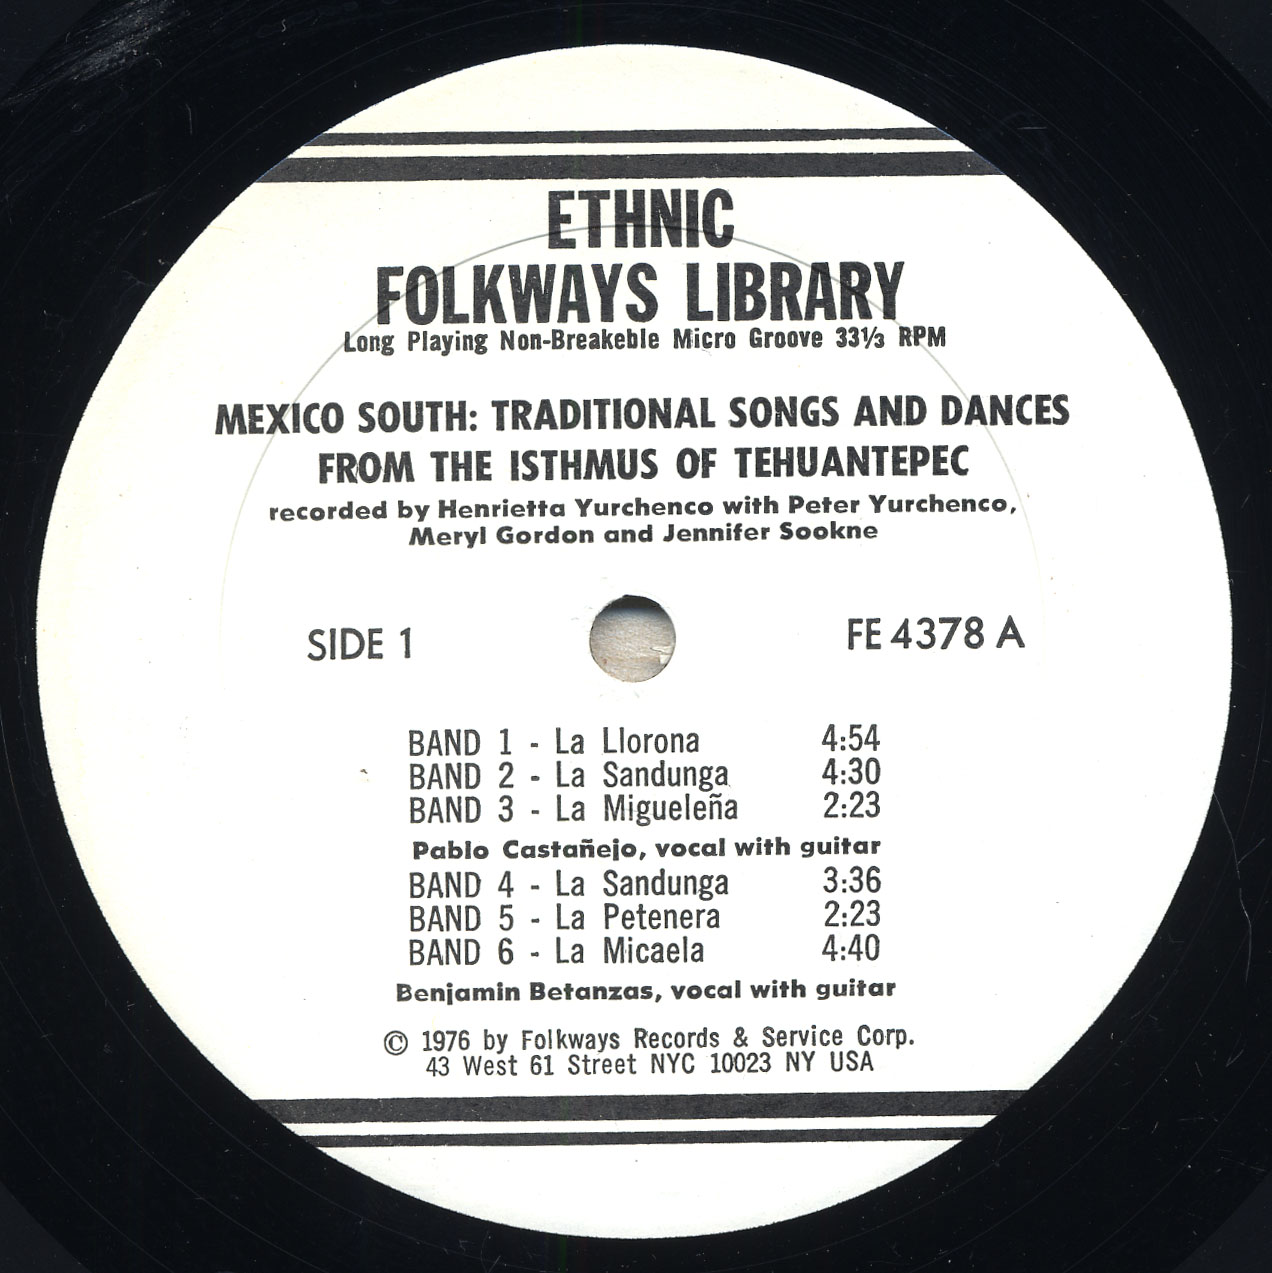 ETHNIC
FOLKWAYS LIBRARY
Long Playing Non-Breakeble Micro Groove 33⅓ RPM
MEXICO SOUTH: TRADITIONAL SONGS AND DANCES
FROM THE ISTHMUS OF TEHUANTEPEC
recorded by Henrietta Yurchenco with Peter Yurchenco,
Meryl Gordon and Jennifer Sookne
SIDE 1 FE 4378 A
BAND 1 - La Llorona 4:54
BAND 2 - La Sandunga 4:30
BAND 3 - La Migueleña 2:23
Pablo Castañejo, vocal with guitar
BAND 4 - La Sandunga 3:36
BAND 5 - La Petenera 2:23
BAND 6 - La Micaela 4:40
Benjamin Betanzas, vocal with guitar
© 1976 by Folkways Records & Service Corp.
43 West 61 Street NYC 10023 NY USA